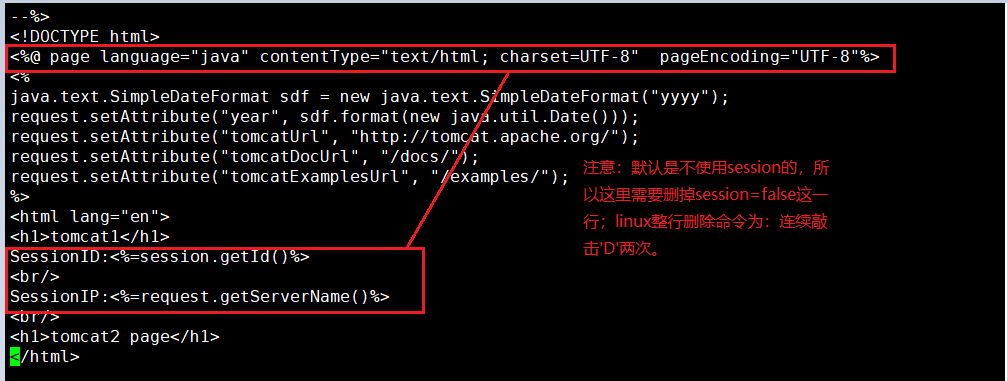 --%>
<!DOCTYPE html>
<%@ page language="java" contentType="text/html; charset=UTF-8"  pageEncoding="UTF-8"%>
<%
java.text.SimpleDateFormat sdf = new java.text.SimpleDateFormat("yyyy");
request.setAttribute("year", sdf.format(new java.util.Date()));
request.setAttribute("tomcatUrl", "http://tomcat.apache.org/");
request.setAttribute("tomcatDocUrl", "/docs/");
request.setAttribute("tomcatExamplesUrl", "/examples/");
%>
<html lang="en">
<h1>tomcat1</h1>
SessionID:<%=session.getId()%>
<br/>
SessionIP:<%=request.getServerName()%>
<br/>
<h1>tomcat2 page</h1>
</html>
注意：默认是不使用session的，所
以这里需要删掉session=false这一
行；linux整行删除命令为：连续敲
击'D'两次。